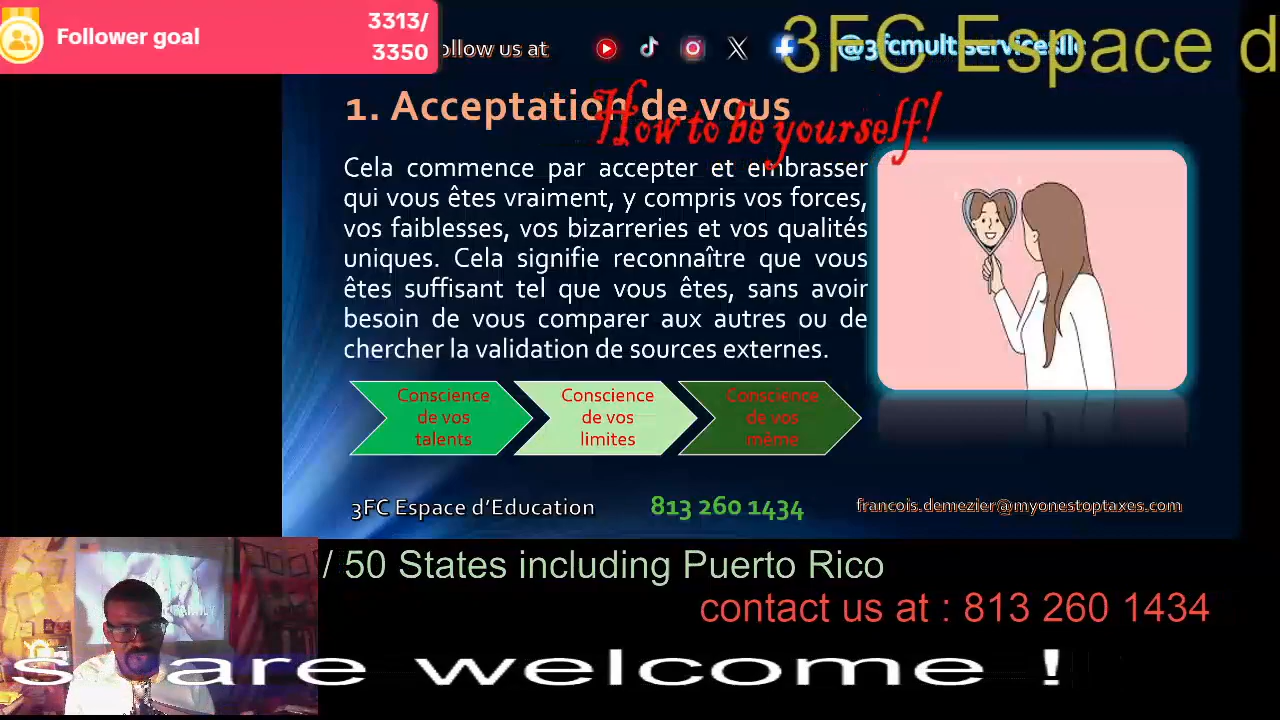 Follower goal
3313/
3350
ollow us at
@3fcmultiservicesllc
3FC Espace d
1. Acceptation de vous
How to be yourself!
Cela commence par accepter et embrasser
qui vous êtes vraiment, y compris vos forces,
vos faiblesses, vos bizarreries et vos qualités
uniques. Cela signifie reconnaître que vous
êtes suffisant tel que vous êtes, sans avoir
besoin de vous comparer aux autres ou de
chercher la validation de sources externes.
Conscience
de vos
talents
Conscience
de vos
limites
Conscience
de vos
même
3FC Espace d'Education
813 260 1434
francois.demezier@myonestoptaxes.com
/ 50 States including Puerto Rico
contact us at : 813 260 1434
s are welcome !